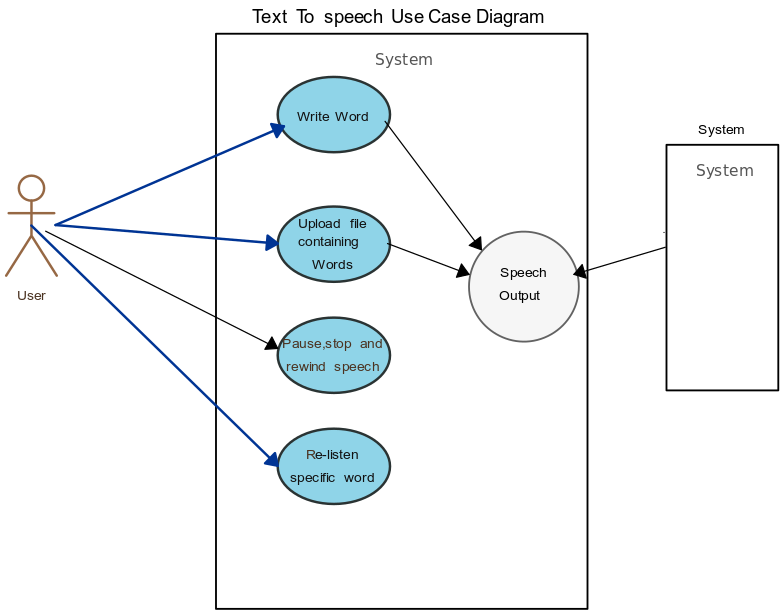 Text To speech Use Case Diagram
System
Write Word
Upload file
containing
Words
Pause,stop and
rewind speech
Re-listen
specific word
Speech
Output
User
System
System